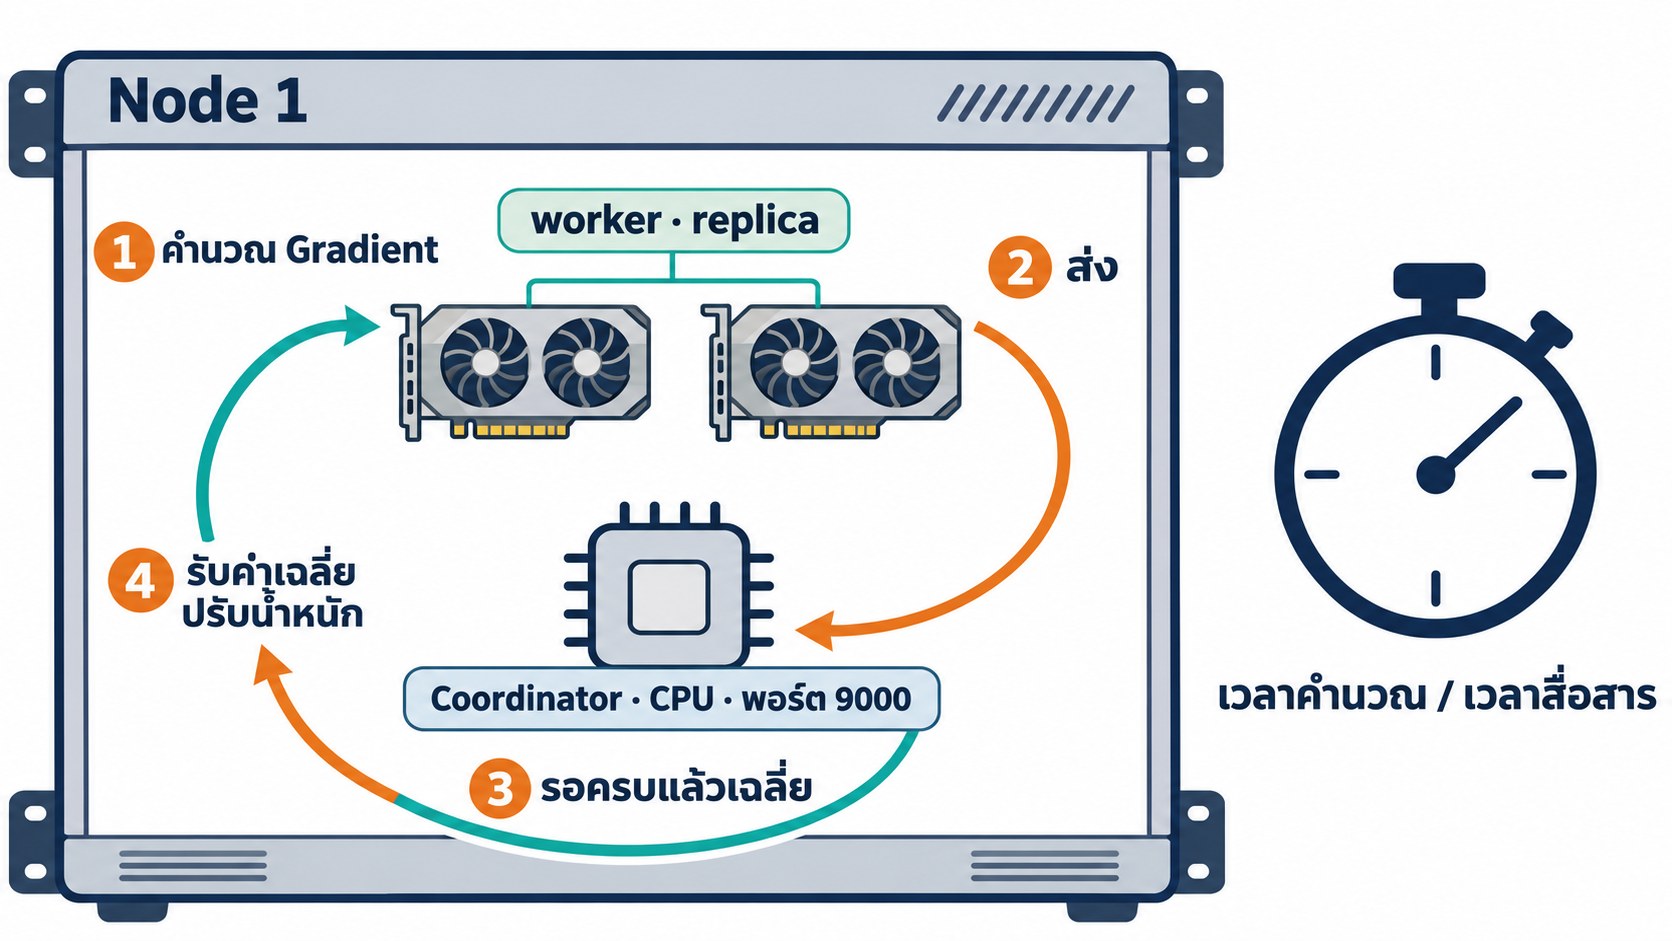 Node 1
worker · replica
1 คำนวณ Gradient
2 ส่ง
4 รับค่าเฉลี่ย
ปรับน้ำหนัก
Coordinator · CPU · พอร์ต 9000
3 รอครบแล้วเฉลี่ย
เวลาคำนวณ / เวลาสื่อสาร